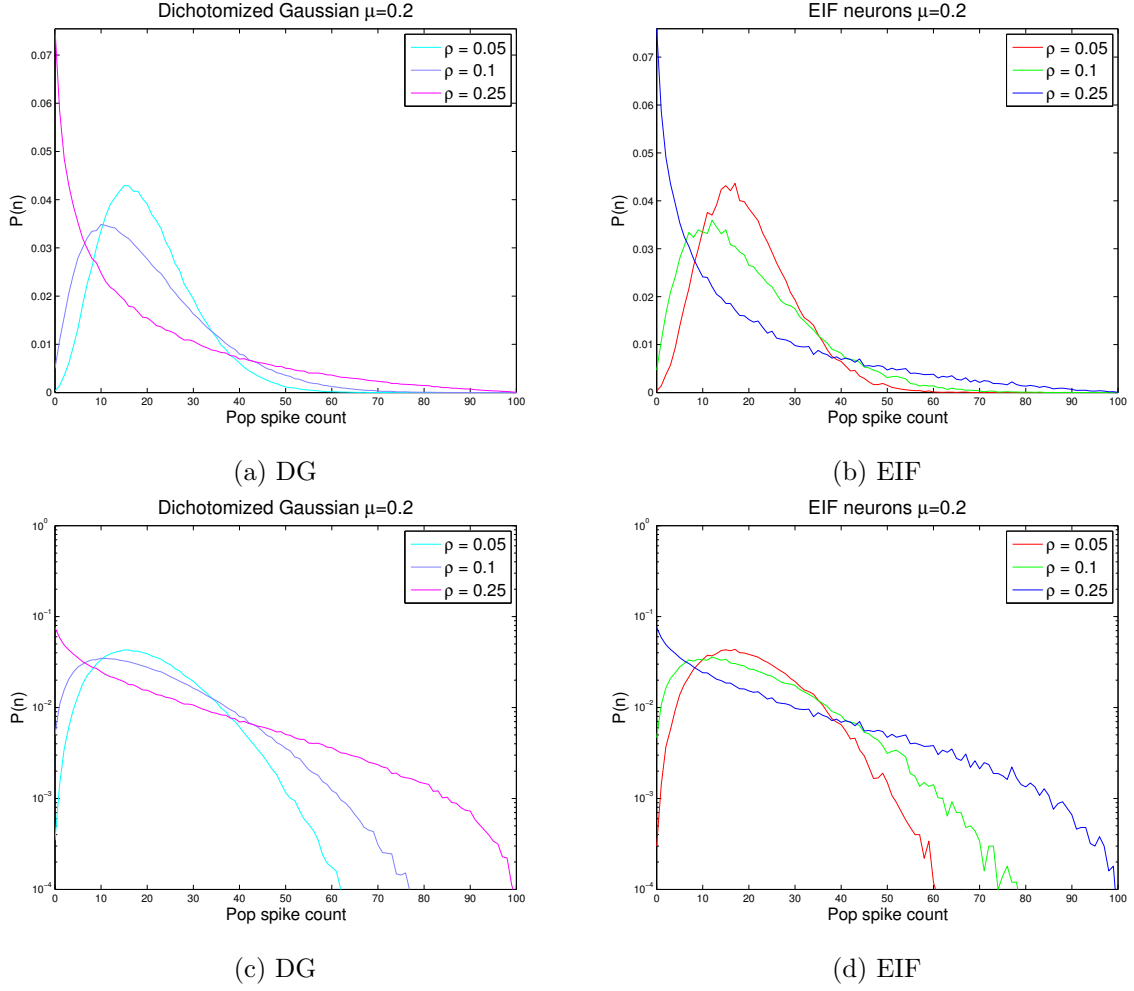 Dichotomized Gaussian μ=0.2
0.07
0.06
0.05
0.04
0.03
0.02
0.01
0
P(n)
ρ = 0.05
ρ = 0.1
ρ = 0.25
0 10 20 30 40 50 60 70 80 90 100
Pop spike count
(a) DG
EIF neurons μ=0.2
0.07
0.06
0.05
0.04
0.03
0.02
0.01
0
P(n)
ρ = 0.05
ρ = 0.1
ρ = 0.25
0 10 20 30 40 50 60 70 80 90 100
Pop spike count
(b) EIF
Dichotomized Gaussian μ=0.2
10⁰
10⁻¹
10⁻²
10⁻³
10⁻⁴
P(n)
ρ = 0.05
ρ = 0.1
ρ = 0.25
0 10 20 30 40 50 60 70 80 90 100
Pop spike count
(c) DG
EIF neurons μ=0.2
10⁰
10⁻¹
10⁻²
10⁻³
10⁻⁴
P(n)
ρ = 0.05
ρ = 0.1
ρ = 0.25
0 10 20 30 40 50 60 70 80 90 100
Pop spike count
(d) EIF